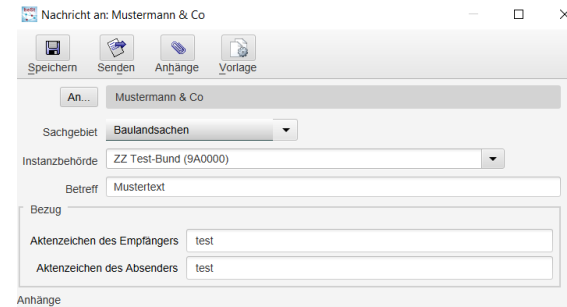 Nachricht an: Mustermann & Co
Speichern Senden Anhänge Vorlage
An... Mustermann & Co
Sachgebiet Baulandsachen
Instanzbehörde ZZ Test-Bund (9A0000)
Betreff Mustertext
Bezug
Aktenzeichen des Empfängers test
Aktenzeichen des Absenders test
Anhänge